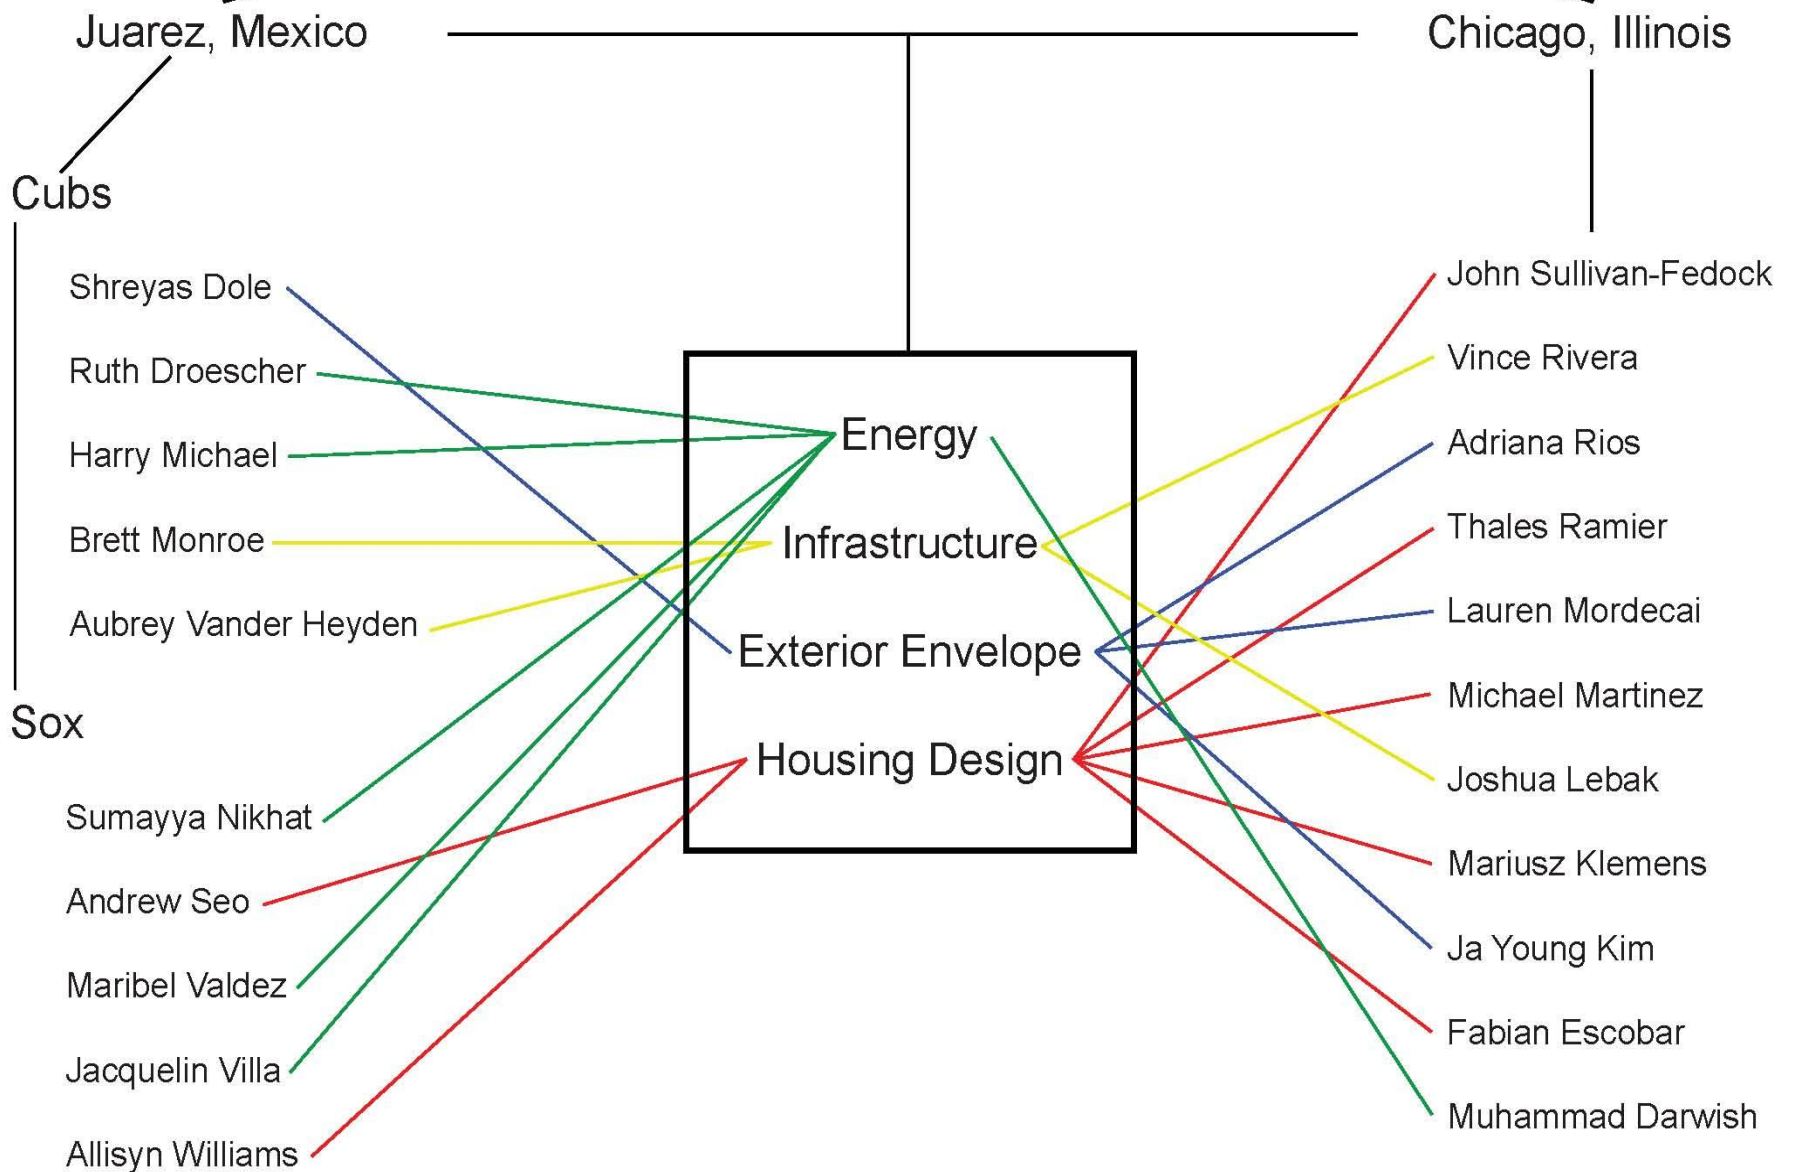 Juarez, Mexico
Chicago, Illinois
Cubs
Shreyas Dole
Ruth Droescher
Harry Michael
Brett Monroe
Aubrey Vander Heyden
Sox
Sumayya Nikhat
Andrew Seo
Maribel Valdez
Jacquelin Villa
Allisyn Williams
Energy
Infrastructure
Exterior Envelope
Housing Design
John Sullivan-Fedock
Vince Rivera
Adriana Rios
Thales Ramier
Lauren Mordecai
Michael Martinez
Joshua Lebak
Mariusz Klemens
Ja Young Kim
Fabian Escobar
Muhammad Darwish